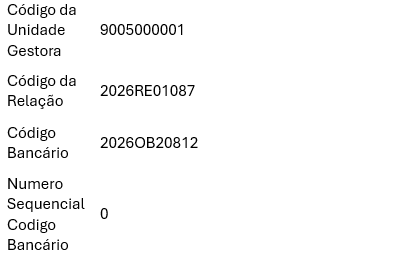 Código da
Unidade
Gestora
9005000001
Código da
Relação
2026RE01087
Código
Bancário
2026OB20812
Numero
Sequencial
Codigo
Bancário
0